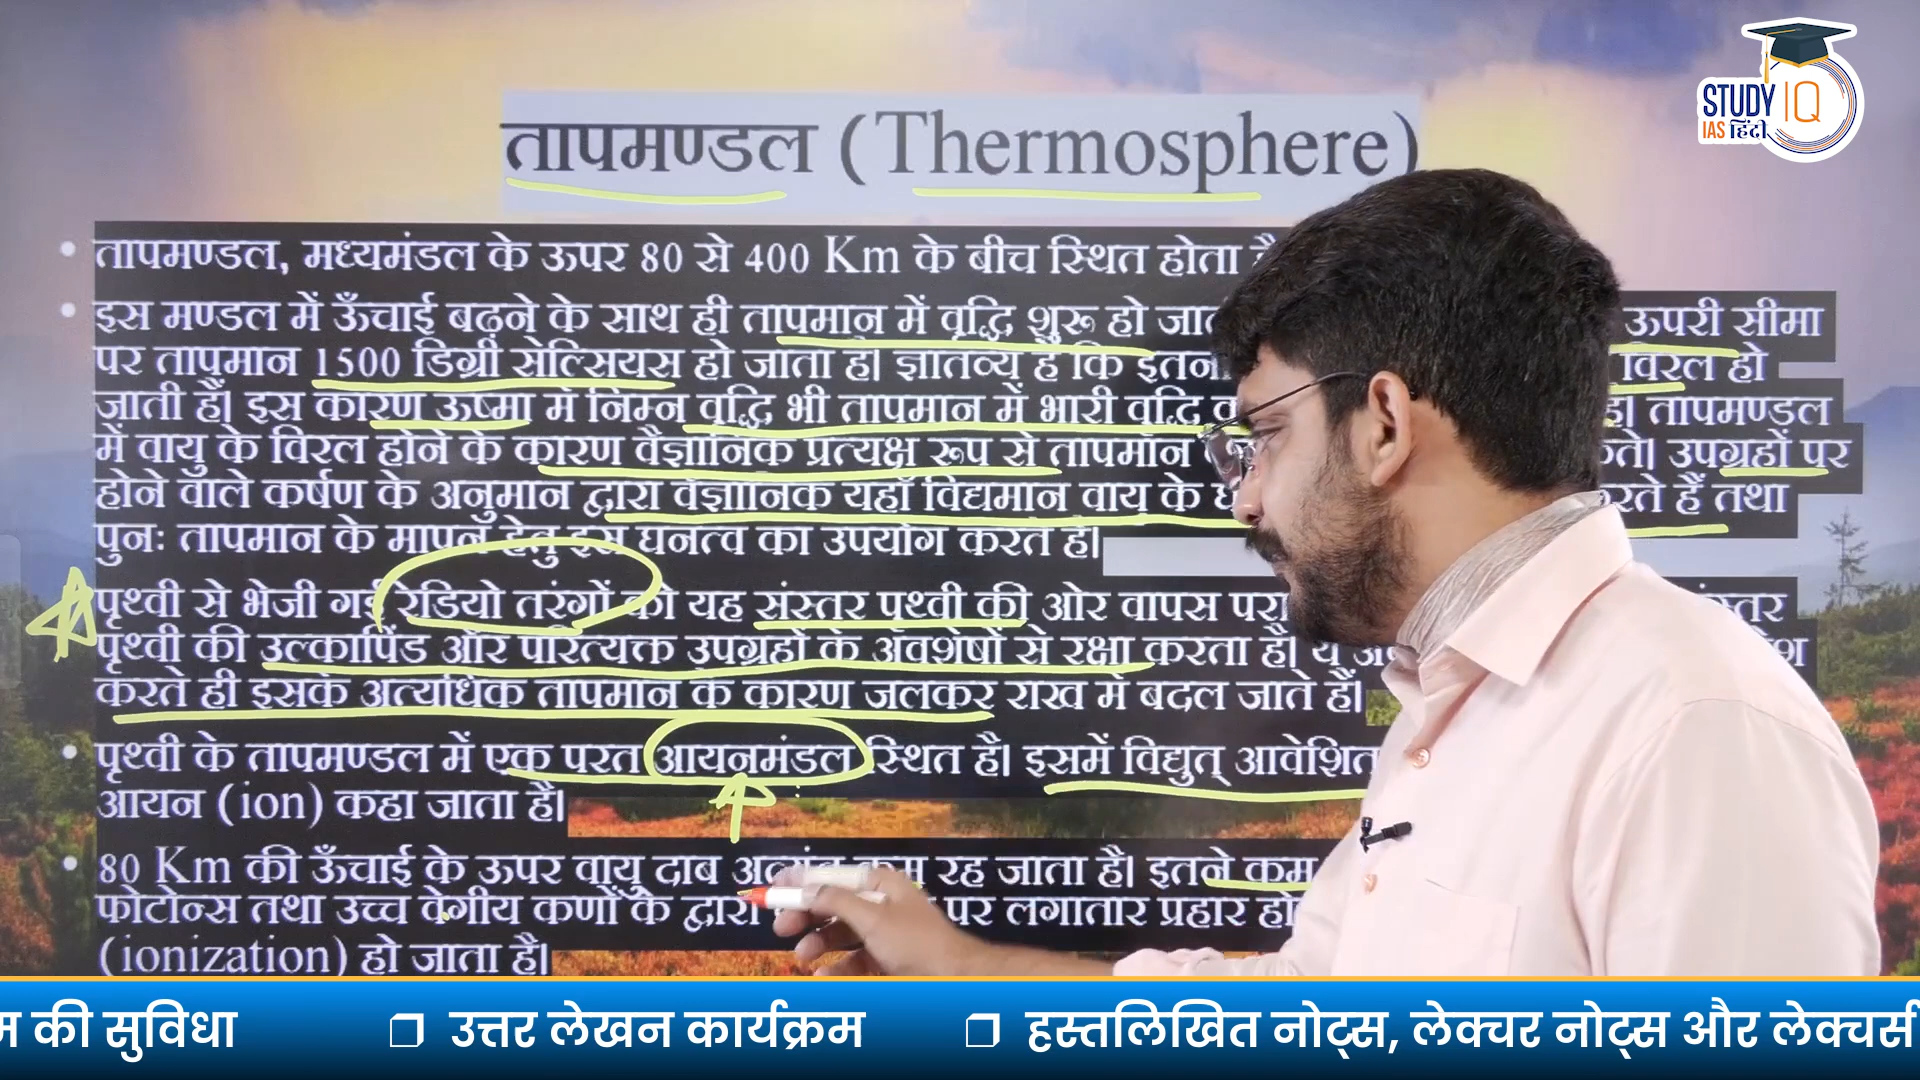 STUDY IQ
IAS हिंदी
तापमण्डल (Thermosphere)
• तापमण्डल, मध्यमंडल के ऊपर 80 से 400 Km के बीच स्थित होता
• इस मण्डल में ऊँचाई बढ़ने के साथ ही तापमान में वृद्धि शुरू हो ऊपरी सीमा
पर तापमान 1500 डिग्री सेल्सियस हो जाता है। ज्ञातव्य है कि विरल हो
जाती हैं। इस कारण ऊष्मा में निम्न वृद्धि भी तापमान में भारी वृद्धि तापमण्डल
में वायु के विरल होने के कारण वैज्ञानिक प्रत्यक्ष रूप से तापमान उपग्रहों पर
होने वाले कर्षण के अनुमान द्वारा वैज्ञानिक यहाँ विद्यमान वायु के हैं तथा
पुनः तापमान के मापन हेतु इस घनत्व का उपयोग करते हैं।
पृथ्वी से भेजी गई रेडियो तरंगों को यह संस्तर पृथ्वी की ओर वापस
पृथ्वी की उल्कापिंड और परित्यक्त उपग्रहों के अवशेषों से रक्षा करता है। ये
करते ही इसके अत्यधिक तापमान के कारण जलकर राख में बदल जाते हैं।
• पृथ्वी के तापमण्डल में एक परत आयनमंडल स्थित है। इसमें विद्युत् आवेशित
आयन (ion) कहा जाता है।
• 80 Km की ऊँचाई के ऊपर वायु दाब रह जाता है। इतने कम
फोटोन्स तथा उच्च वेगीय कणों के द्वारा पर लगातार प्रहार
(ionization) हो जाता है।
की सुविधा ❐ उत्तर लेखन कार्यक्रम ❐ हस्तलिखित नोट्स, लेक्चर नोट्स और लेक्चर्स